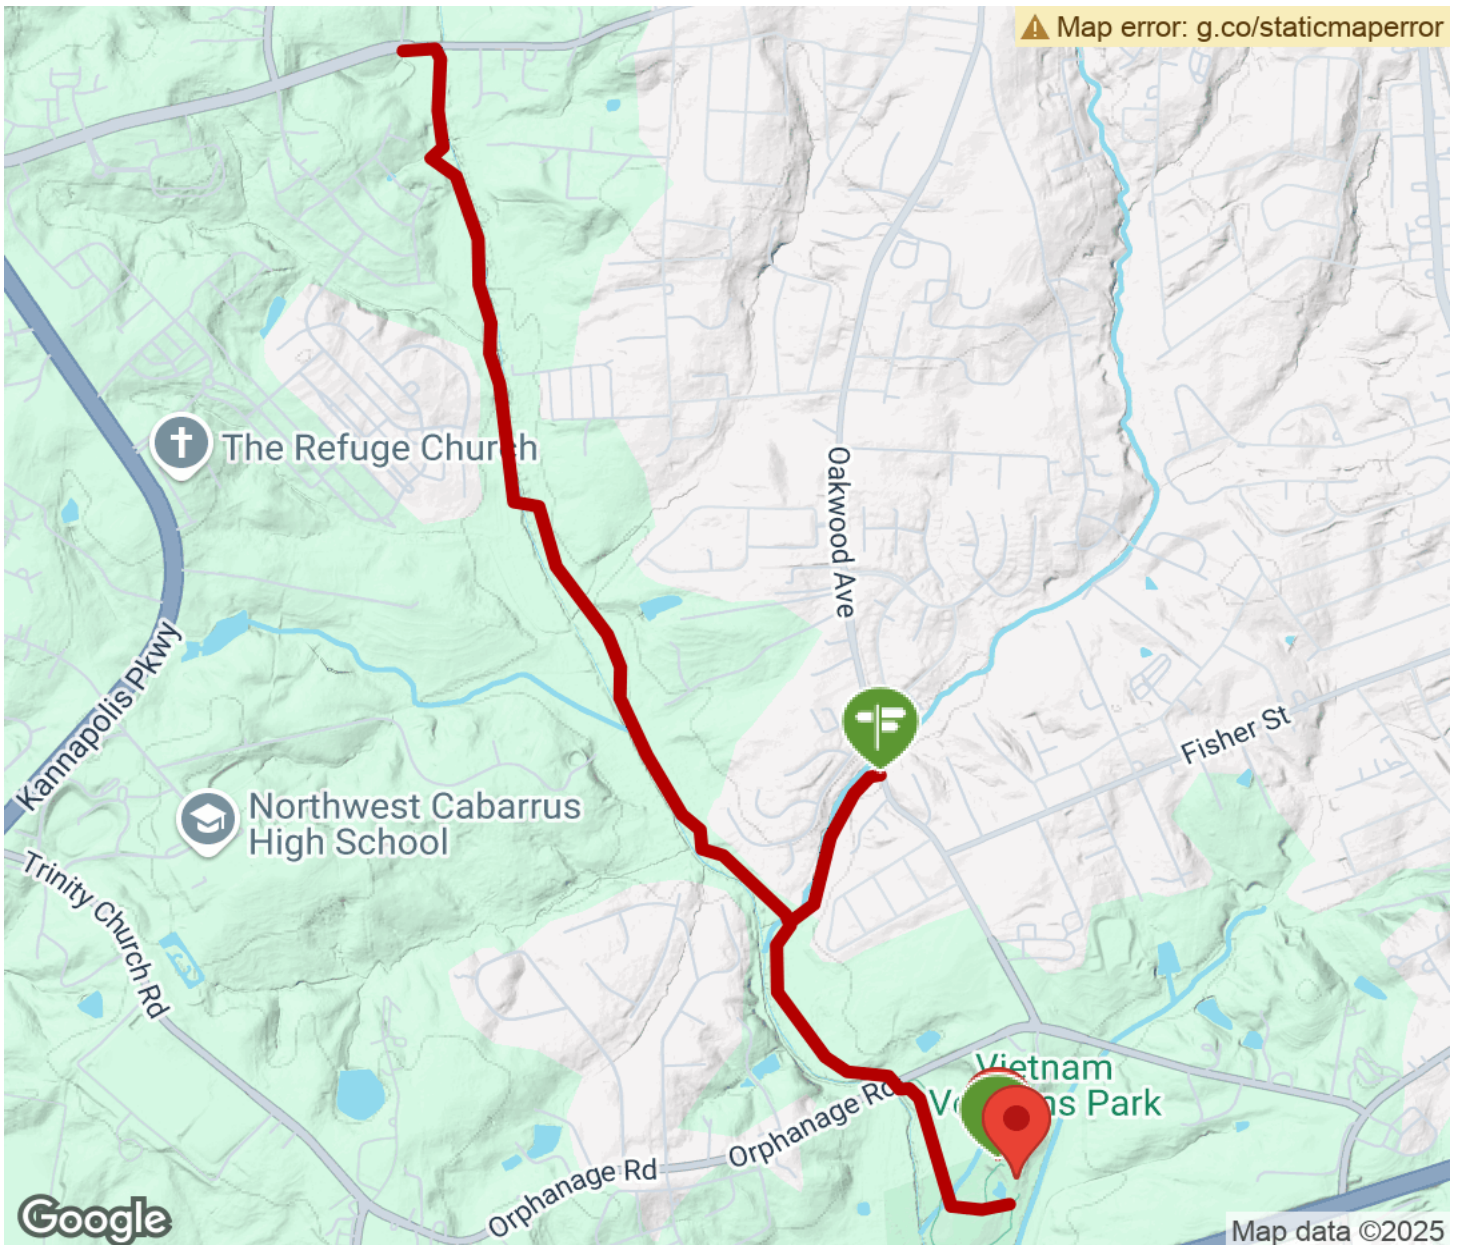 Map error: g.co/staticmaperror
The Refuge Church
Oakwood Ave
Kannapolis Pkwy
Fisher St
Northwest Cabarrus
High School
Trinity Church Rd
Vietnam
Park
Orphanage Rd
Orphanage Rd
Google
Map data ©2025